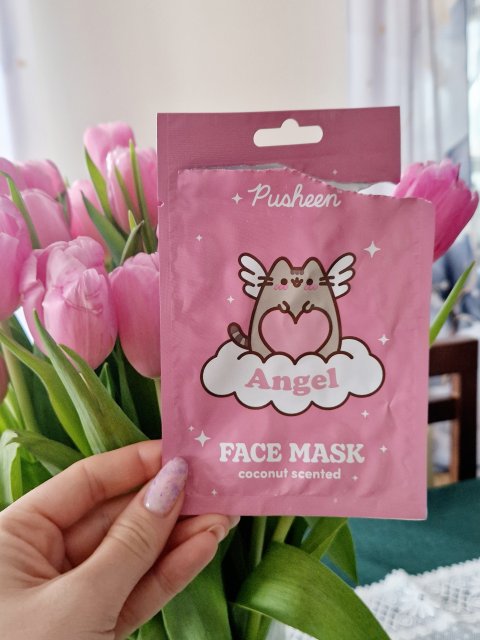 Pusheen
Angel
FACE MASK
coconut scented